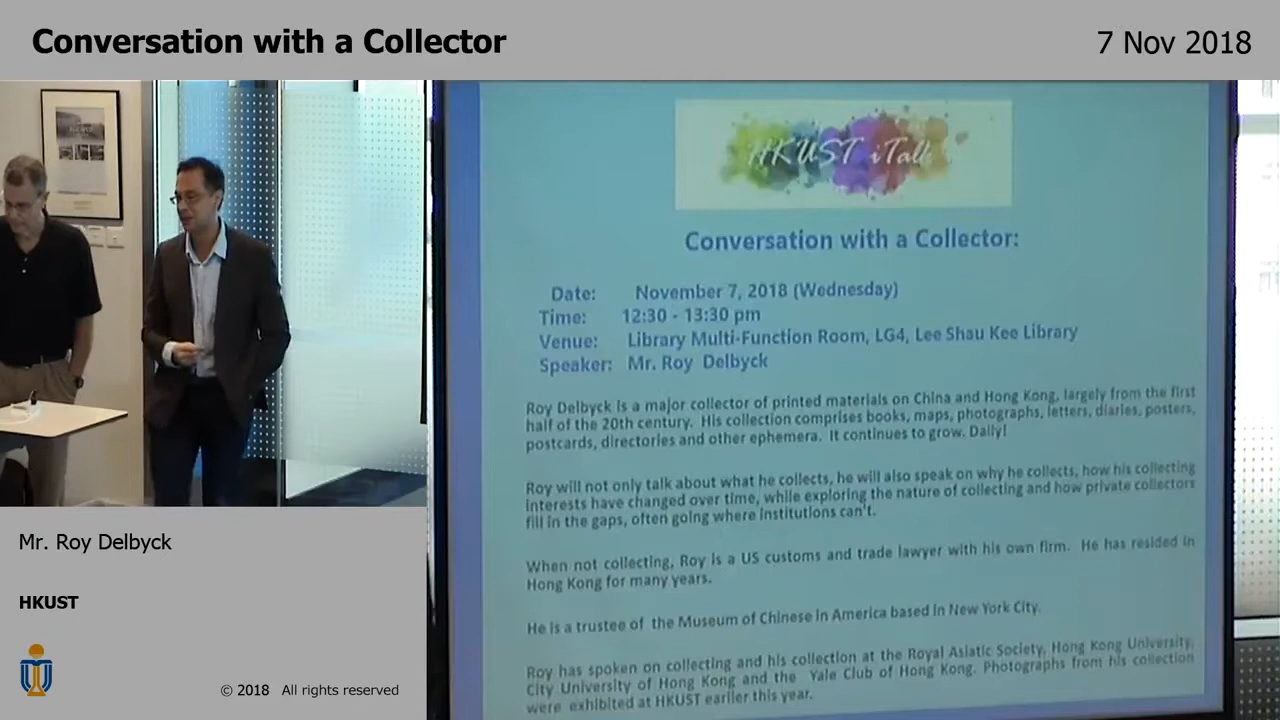 Conversation with a Collector
7 Nov 2018
HKUST iTalk
Conversation with a Collector:
Date: November 7, 2018 (Wednesday)
Time: 12:30 - 13:30 pm
Venue: Library Multi-Function Room, LG4, Lee Shau Kee Library
Speaker: Mr. Roy Delbyck
Roy Delbyck is a major collector of printed materials on China and Hong Kong, largely from the first
half of the 20th century. His collection comprises books, maps, photographs, letters, diaries, posters,
postcards, directories and other ephemera. It continues to grow. Daily!
Roy will not only talk about what he collects, he will also speak on why he collects, how his collecting
interests have changed over time, while exploring the nature of collecting and how private collectors
fill in the gaps, often going where institutions can't.
When not collecting, Roy is a US customs and trade lawyer with his own firm. He has resided in
Hong Kong for many years.
He is a trustee of the Museum of Chinese in America based in New York City.
Roy has spoken on collecting and his collection at the Royal Asiatic Society, Hong Kong University,
City University of Hong Kong and the Yale Club of Hong Kong. Photographs from his collection
were exhibited at HKUST earlier this year.
Mr. Roy Delbyck
HKUST
© 2018 All rights reserved